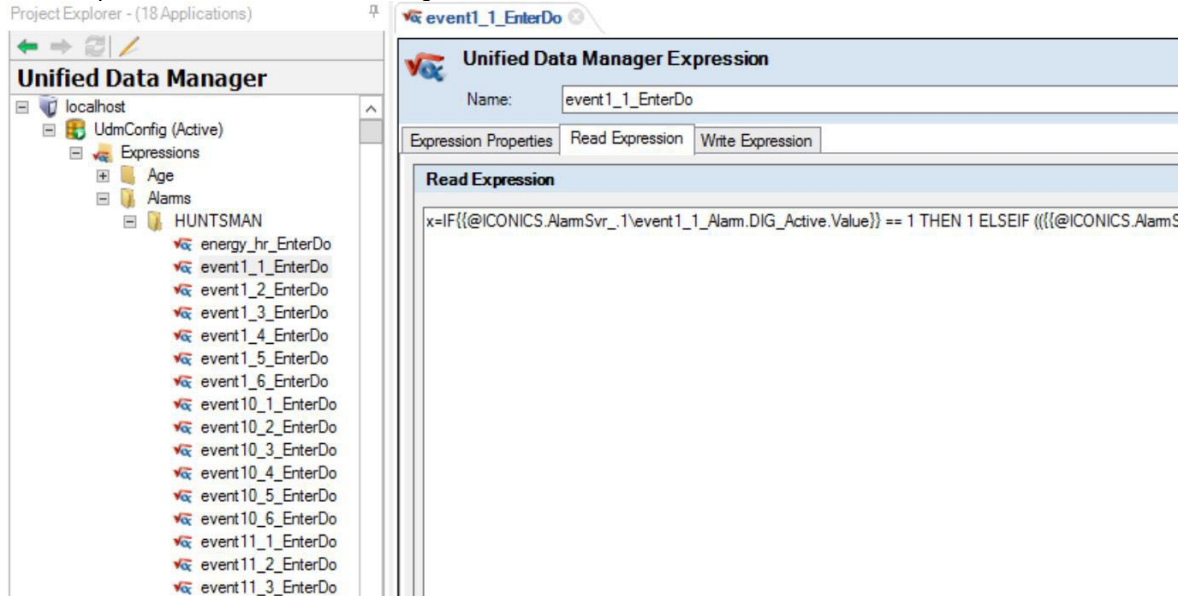 Project Explorer - (18 Applications)
Unified Data Manager
localhost
UdmConfig (Active)
Expressions
Age
Alarms
HUNTSMAN
energy_hr_EnterDo
event1_1_EnterDo
event1_2_EnterDo
event1_3_EnterDo
event1_4_EnterDo
event1_5_EnterDo
event1_6_EnterDo
event10_1_EnterDo
event10_2_EnterDo
event10_3_EnterDo
event10_4_EnterDo
event10_5_EnterDo
event10_6_EnterDo
event11_1_EnterDo
event11_2_EnterDo
event11_3_EnterDo
event1_1_EnterDo
Unified Data Manager Expression
Name: event1_1_EnterDo
Expression Properties Read Expression Write Expression
Read Expression
x=IF{{@ICONICS.AlarmSvr_.1\event1_1_Alarm.DIG_Active.Value}} == 1 THEN 1 ELSEIF (({{@ICONICS.AlarmS